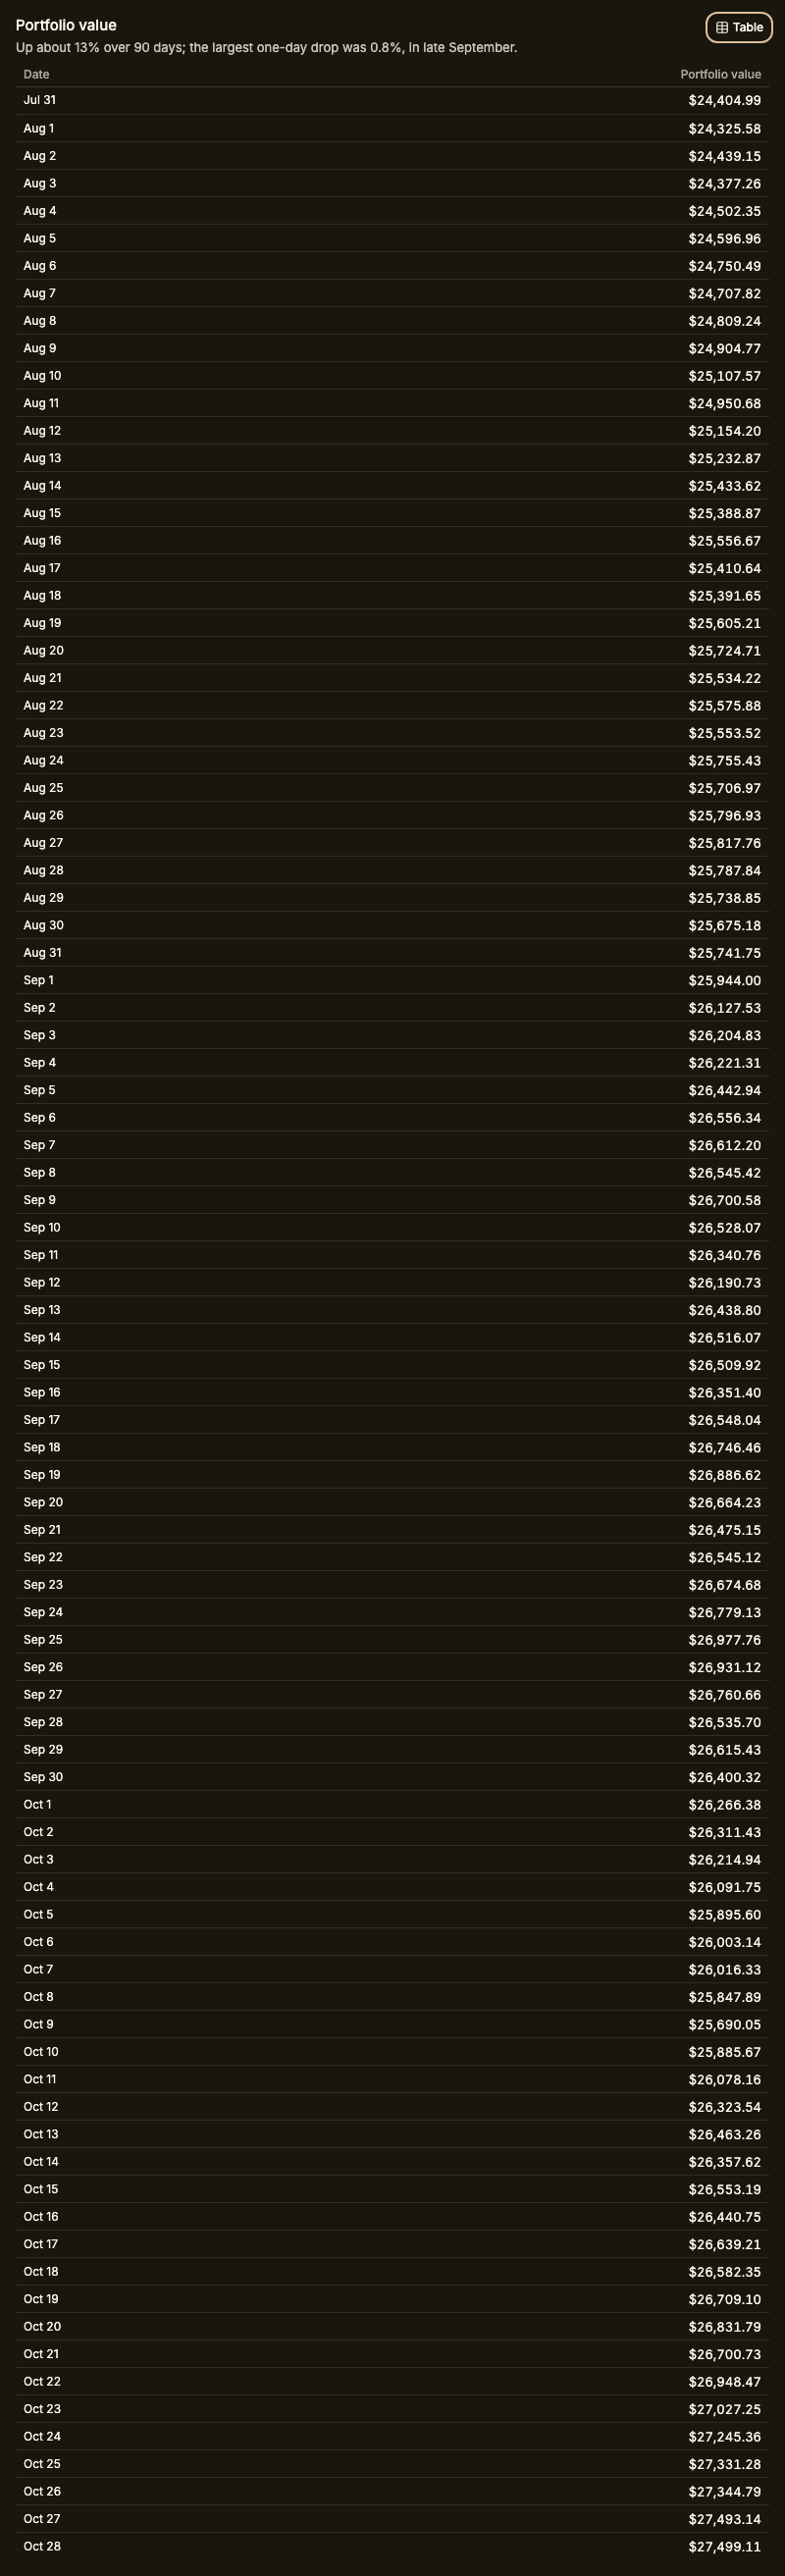 Portfolio value
Table
Up about 13% over 90 days; the largest one-day drop was 0.8%, in late September.
Date Portfolio value
Jul 31 $24,404.99
Aug 1 $24,325.58
Aug 2 $24,439.15
Aug 3 $24,377.26
Aug 4 $24,502.35
Aug 5 $24,596.96
Aug 6 $24,750.49
Aug 7 $24,707.82
Aug 8 $24,809.24
Aug 9 $24,904.77
Aug 10 $25,107.57
Aug 11 $24,950.68
Aug 12 $25,154.20
Aug 13 $25,232.87
Aug 14 $25,433.62
Aug 15 $25,388.87
Aug 16 $25,556.67
Aug 17 $25,410.64
Aug 18 $25,391.65
Aug 19 $25,605.21
Aug 20 $25,724.71
Aug 21 $25,534.22
Aug 22 $25,575.88
Aug 23 $25,553.52
Aug 24 $25,755.43
Aug 25 $25,706.97
Aug 26 $25,796.93
Aug 27 $25,817.76
Aug 28 $25,787.84
Aug 29 $25,738.85
Aug 30 $25,675.18
Aug 31 $25,741.75
Sep 1 $25,944.00
Sep 2 $26,127.53
Sep 3 $26,204.83
Sep 4 $26,221.31
Sep 5 $26,442.94
Sep 6 $26,556.34
Sep 7 $26,612.20
Sep 8 $26,545.42
Sep 9 $26,700.58
Sep 10 $26,528.07
Sep 11 $26,340.76
Sep 12 $26,190.73
Sep 13 $26,438.80
Sep 14 $26,516.07
Sep 15 $26,509.92
Sep 16 $26,351.40
Sep 17 $26,548.04
Sep 18 $26,746.46
Sep 19 $26,886.62
Sep 20 $26,664.23
Sep 21 $26,475.15
Sep 22 $26,545.12
Sep 23 $26,674.68
Sep 24 $26,779.13
Sep 25 $26,977.76
Sep 26 $26,931.12
Sep 27 $26,760.66
Sep 28 $26,535.70
Sep 29 $26,615.43
Sep 30 $26,400.32
Oct 1 $26,266.38
Oct 2 $26,311.43
Oct 3 $26,214.94
Oct 4 $26,091.75
Oct 5 $25,895.60
Oct 6 $26,003.14
Oct 7 $26,016.33
Oct 8 $25,847.89
Oct 9 $25,690.05
Oct 10 $25,885.67
Oct 11 $26,078.16
Oct 12 $26,323.54
Oct 13 $26,463.26
Oct 14 $26,357.62
Oct 15 $26,553.19
Oct 16 $26,440.75
Oct 17 $26,639.21
Oct 18 $26,582.35
Oct 19 $26,709.10
Oct 20 $26,831.79
Oct 21 $26,700.73
Oct 22 $26,948.47
Oct 23 $27,027.25
Oct 24 $27,245.36
Oct 25 $27,331.28
Oct 26 $27,344.79
Oct 27 $27,493.14
Oct 28 $27,499.11